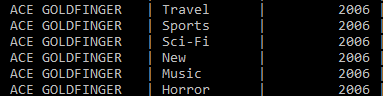 ACE GOLDFINGER | Travel | 2006 |
ACE GOLDFINGER | Sports | 2006 |
ACE GOLDFINGER | Sci-Fi | 2006 |
ACE GOLDFINGER | New | 2006 |
ACE GOLDFINGER | Music | 2006 |
ACE GOLDFINGER | Horror | 2006 |